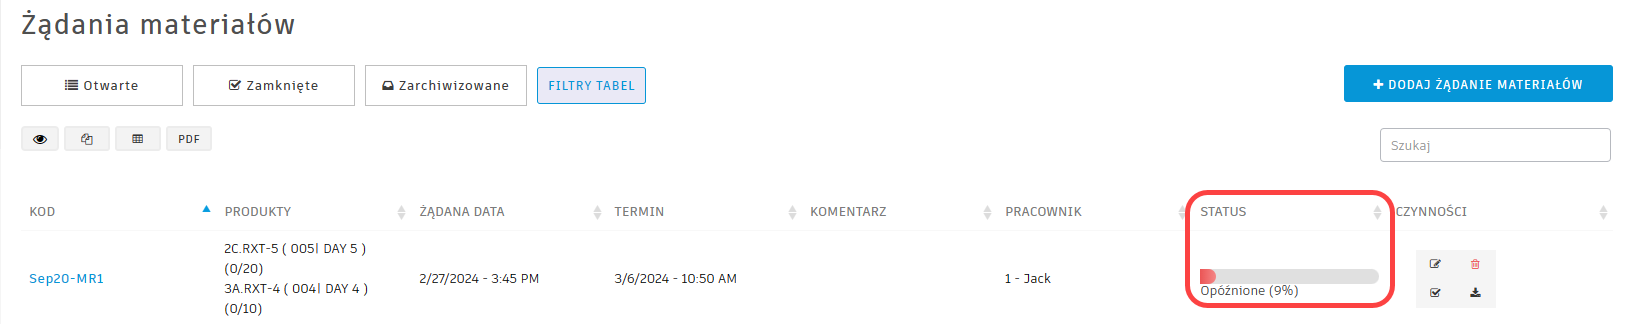 Żądania materiałów
Otwarte
Zamknięte
Zarchiwizowane
FILTRY TABEL
DODAJ ŻĄDANIE MATERIAŁÓW
PDF
Szukaj
KOD
PRODUKTY
ŻĄDANA DATA
TERMIN
KOMENTARZ
PRACOWNIK
STATUS
CZYNNOŚCI
Sep20-MR1
2C.RXT-5 ( 005| DAY 5 )
(0/20)
3A.RXT-4 ( 004| DAY 4 )
(0/10)
2/27/2024 - 3:45 PM
3/6/2024 - 10:50 AM
1 - Jack
Opóźnione (9%)